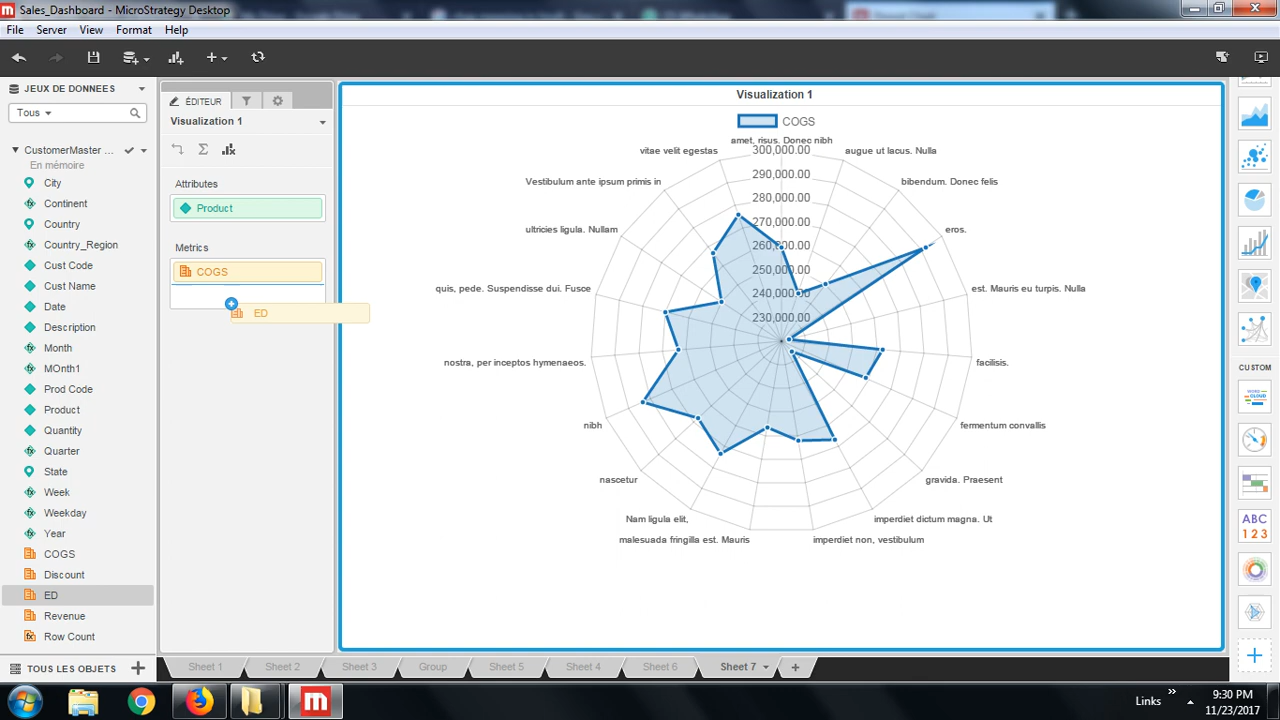 Sales_Dashboard - MicroStrategy Desktop
File Server View Format Help
JEUX DE DONNEES
Tous
CustomerMaster ...
En mémoire
City
Continent
Country
Country_Region
Cust Code
Cust Name
Date
Description
Month
MOnth1
Prod Code
Product
Quantity
Quarter
State
Week
Weekday
Year
COGS
Discount
ED
Revenue
Row Count
TOUS LES OBJETS
ÉDITEUR
Visualization 1
Attributes
Product
Metrics
COGS
ED
Visualization 1
COGS
amet, risus. Donec nibh
vitae velit egestas
300,000.00
augue ut lacus. Nulla
290,000.00
Vestibulum ante ipsum primis in
bibendum. Donec felis
280,000.00
270,000.00
ultricies ligula. Nullam
eros.
260,000.00
250,000.00
quis, pede. Suspendisse dui. Fusce
est. Mauris eu turpis. Nulla
240,000.00
230,000.00
nostra, per inceptos hymenaeos.
facilisis.
nibh
fermentum convallis
nascetur
gravida. Praesent
Nam ligula elit,
imperdiet dictum magna. Ut
malesuada fringilla est. Mauris
imperdiet non, vestibulum
CUSTOM
WORD
CLOUD
ABC
123
Sheet 1 Sheet 2 Sheet 3 Group Sheet 5 Sheet 4 Sheet 6 Sheet 7
Links
9:30 PM
11/23/2017